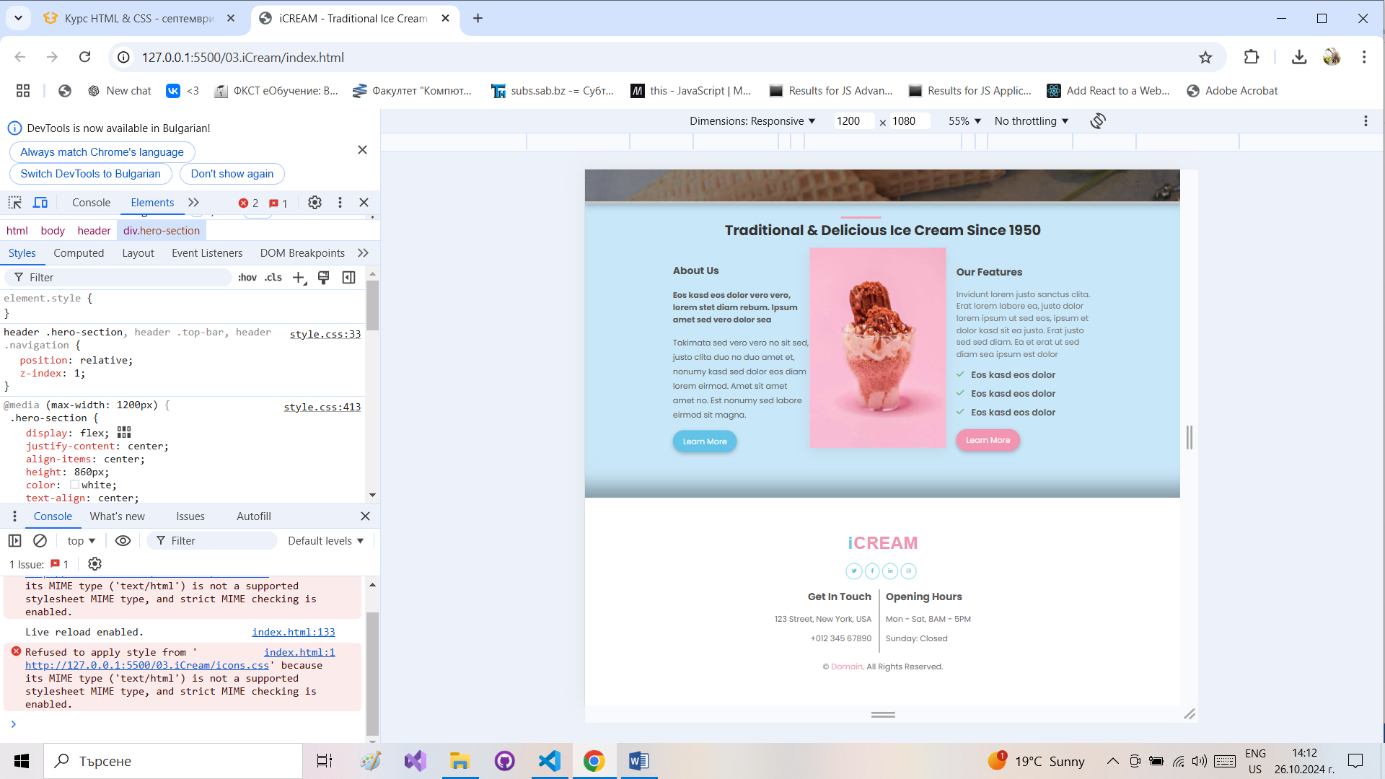 Курс HTML & CSS - септември
iCREAM - Traditional Ice Cream
127.0.0.1:5500/03.iCream/index.html
New chat
<3
ФКСТ еОбучение: В...
Факултет "Компют...
subs.sab.bz -= Субт...
this - JavaScript | M...
Results for JS Advan...
Results for JS Applic...
Add React to a Web...
Adobe Acrobat
DevTools is now available in Bulgarian!
Always match Chrome's language
Switch DevTools to Bulgarian
Don't show again
Dimensions: Responsive
1200 × 1080
55%
No throttling
Console
Elements
2
1
html body header div.hero-section
Styles Computed Layout Event Listeners DOM Breakpoints
Filter
:hov .cls
element.style {
}
header .hero-section, header .top-bar, header style.css:33
.navigation {
position: relative;
z-index: 1;
}
@media (max-width: 1200px) { style.css:413
.hero-section {
display: flex;
justify-content: center;
align-items: center;
height: 860px;
color: white;
text-align: center;
Console What's new Issues Autofill
top
Filter
Default levels
1 Issue: 1
its MIME type ('text/html') is not a supported
stylesheet MIME type, and strict MIME checking is
enabled.
Live reload enabled. index.html:133
Refused to apply style from ' index.html:1
http://127.0.0.1:5500/03.iCream/icons.css' because
its MIME type ('text/html') is not a supported
stylesheet MIME type, and strict MIME checking is
enabled.
Traditional & Delicious Ice Cream Since 1950
About Us
Eos kasd eos dolor vero vero,
lorem stet diam rebum. Ipsum
amet sed vero dolor sea
Takimata sed vero vero no sit sed,
justo clita duo no duo amet et,
nonumy kasd sed dolor eos diam
lorem eirmod. Amet sit amet
amet no. Est nonumy sed labore
eirmod sit magna.
Learn More
Our Features
Invidunt lorem justo sanctus clita.
Erat lorem labore ea, justo dolor
lorem ipsum ut sed eos, ipsum et
dolor kasd sit ea justo. Erat justo
sed sed diam. Ea et erat ut sed
diam sea ipsum est dolor
Eos kasd eos dolor
Eos kasd eos dolor
Eos kasd eos dolor
Learn More
iCREAM
Get In Touch
123 Street, New York, USA
+012 345 67890
Opening Hours
Mon - Sat, 8AM - 5PM
Sunday: Closed
© Domain. All Rights Reserved.
Търсене
1
19°C Sunny
ENG
US
14:12
26.10.2024 г.